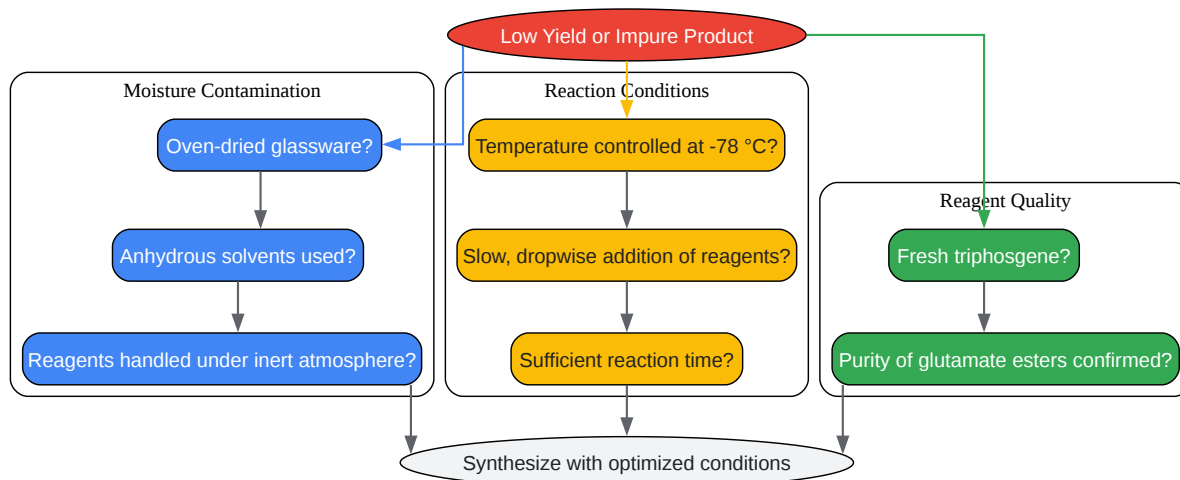 Low Yield or Impure Product
Moisture Contamination
Oven-dried glassware?
Anhydrous solvents used?
Reagents handled under inert atmosphere?
Reaction Conditions
Temperature controlled at -78 °C?
Slow, dropwise addition of reagents?
Sufficient reaction time?
Reagent Quality
Fresh triphosgene?
Purity of glutamate esters confirmed?
Synthesize with optimized conditions